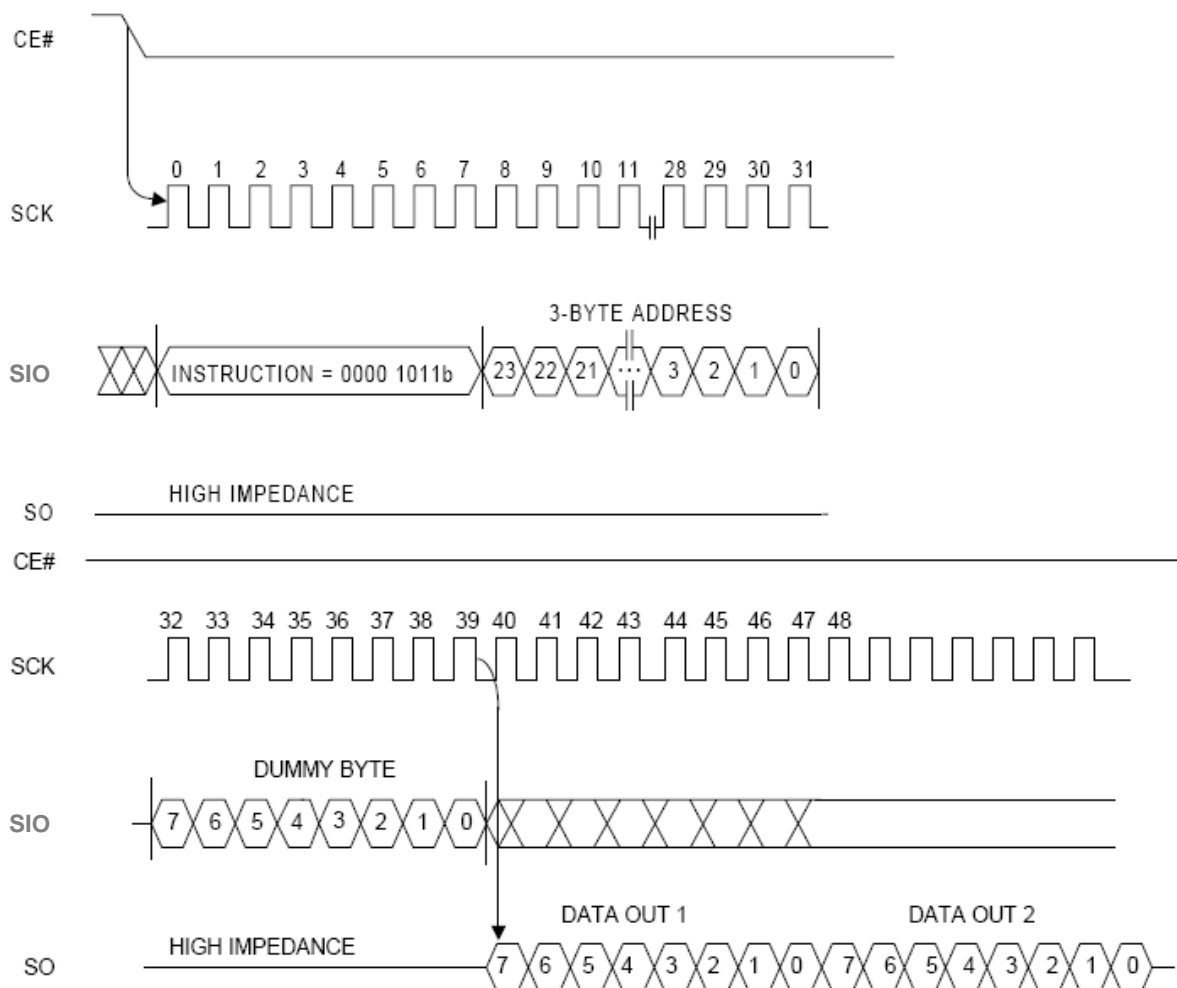 CE#
0 1 2 3 4 5 6 7 8 9 10 11 28 29 30 31
SCK
3-BYTE ADDRESS
SIO INSTRUCTION = 0000 1011b 23 22 21 ... 3 2 1 0
HIGH IMPEDANCE
SO
CE#
32 33 34 35 36 37 38 39 40 41 42 43 44 45 46 47 48
SCK
DUMMY BYTE
SIO 7 6 5 4 3 2 1 0
DATA OUT 1 DATA OUT 2
HIGH IMPEDANCE
SO 7 6 5 4 3 2 1 0 7 6 5 4 3 2 1 0